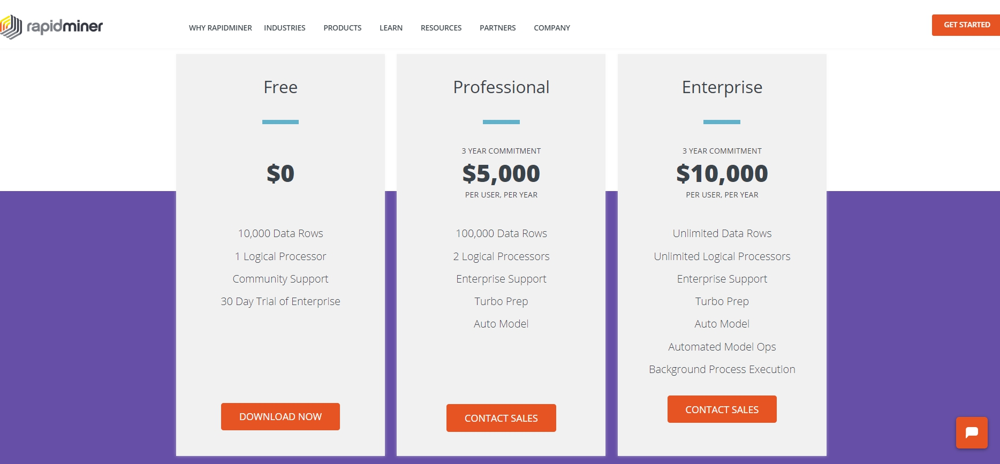 rapidminer
WHY RAPIDMINER INDUSTRIES PRODUCTS LEARN RESOURCES PARTNERS COMPANY
GET STARTED
Free
$0
10,000 Data Rows
1 Logical Processor
Community Support
30 Day Trial of Enterprise
DOWNLOAD NOW
Professional
3 YEAR COMMITMENT
$5,000
PER USER, PER YEAR
100,000 Data Rows
2 Logical Processors
Enterprise Support
Turbo Prep
Auto Model
CONTACT SALES
Enterprise
3 YEAR COMMITMENT
$10,000
PER USER, PER YEAR
Unlimited Data Rows
Unlimited Logical Processors
Enterprise Support
Turbo Prep
Auto Model
Automated Model Ops
Background Process Execution
CONTACT SALES